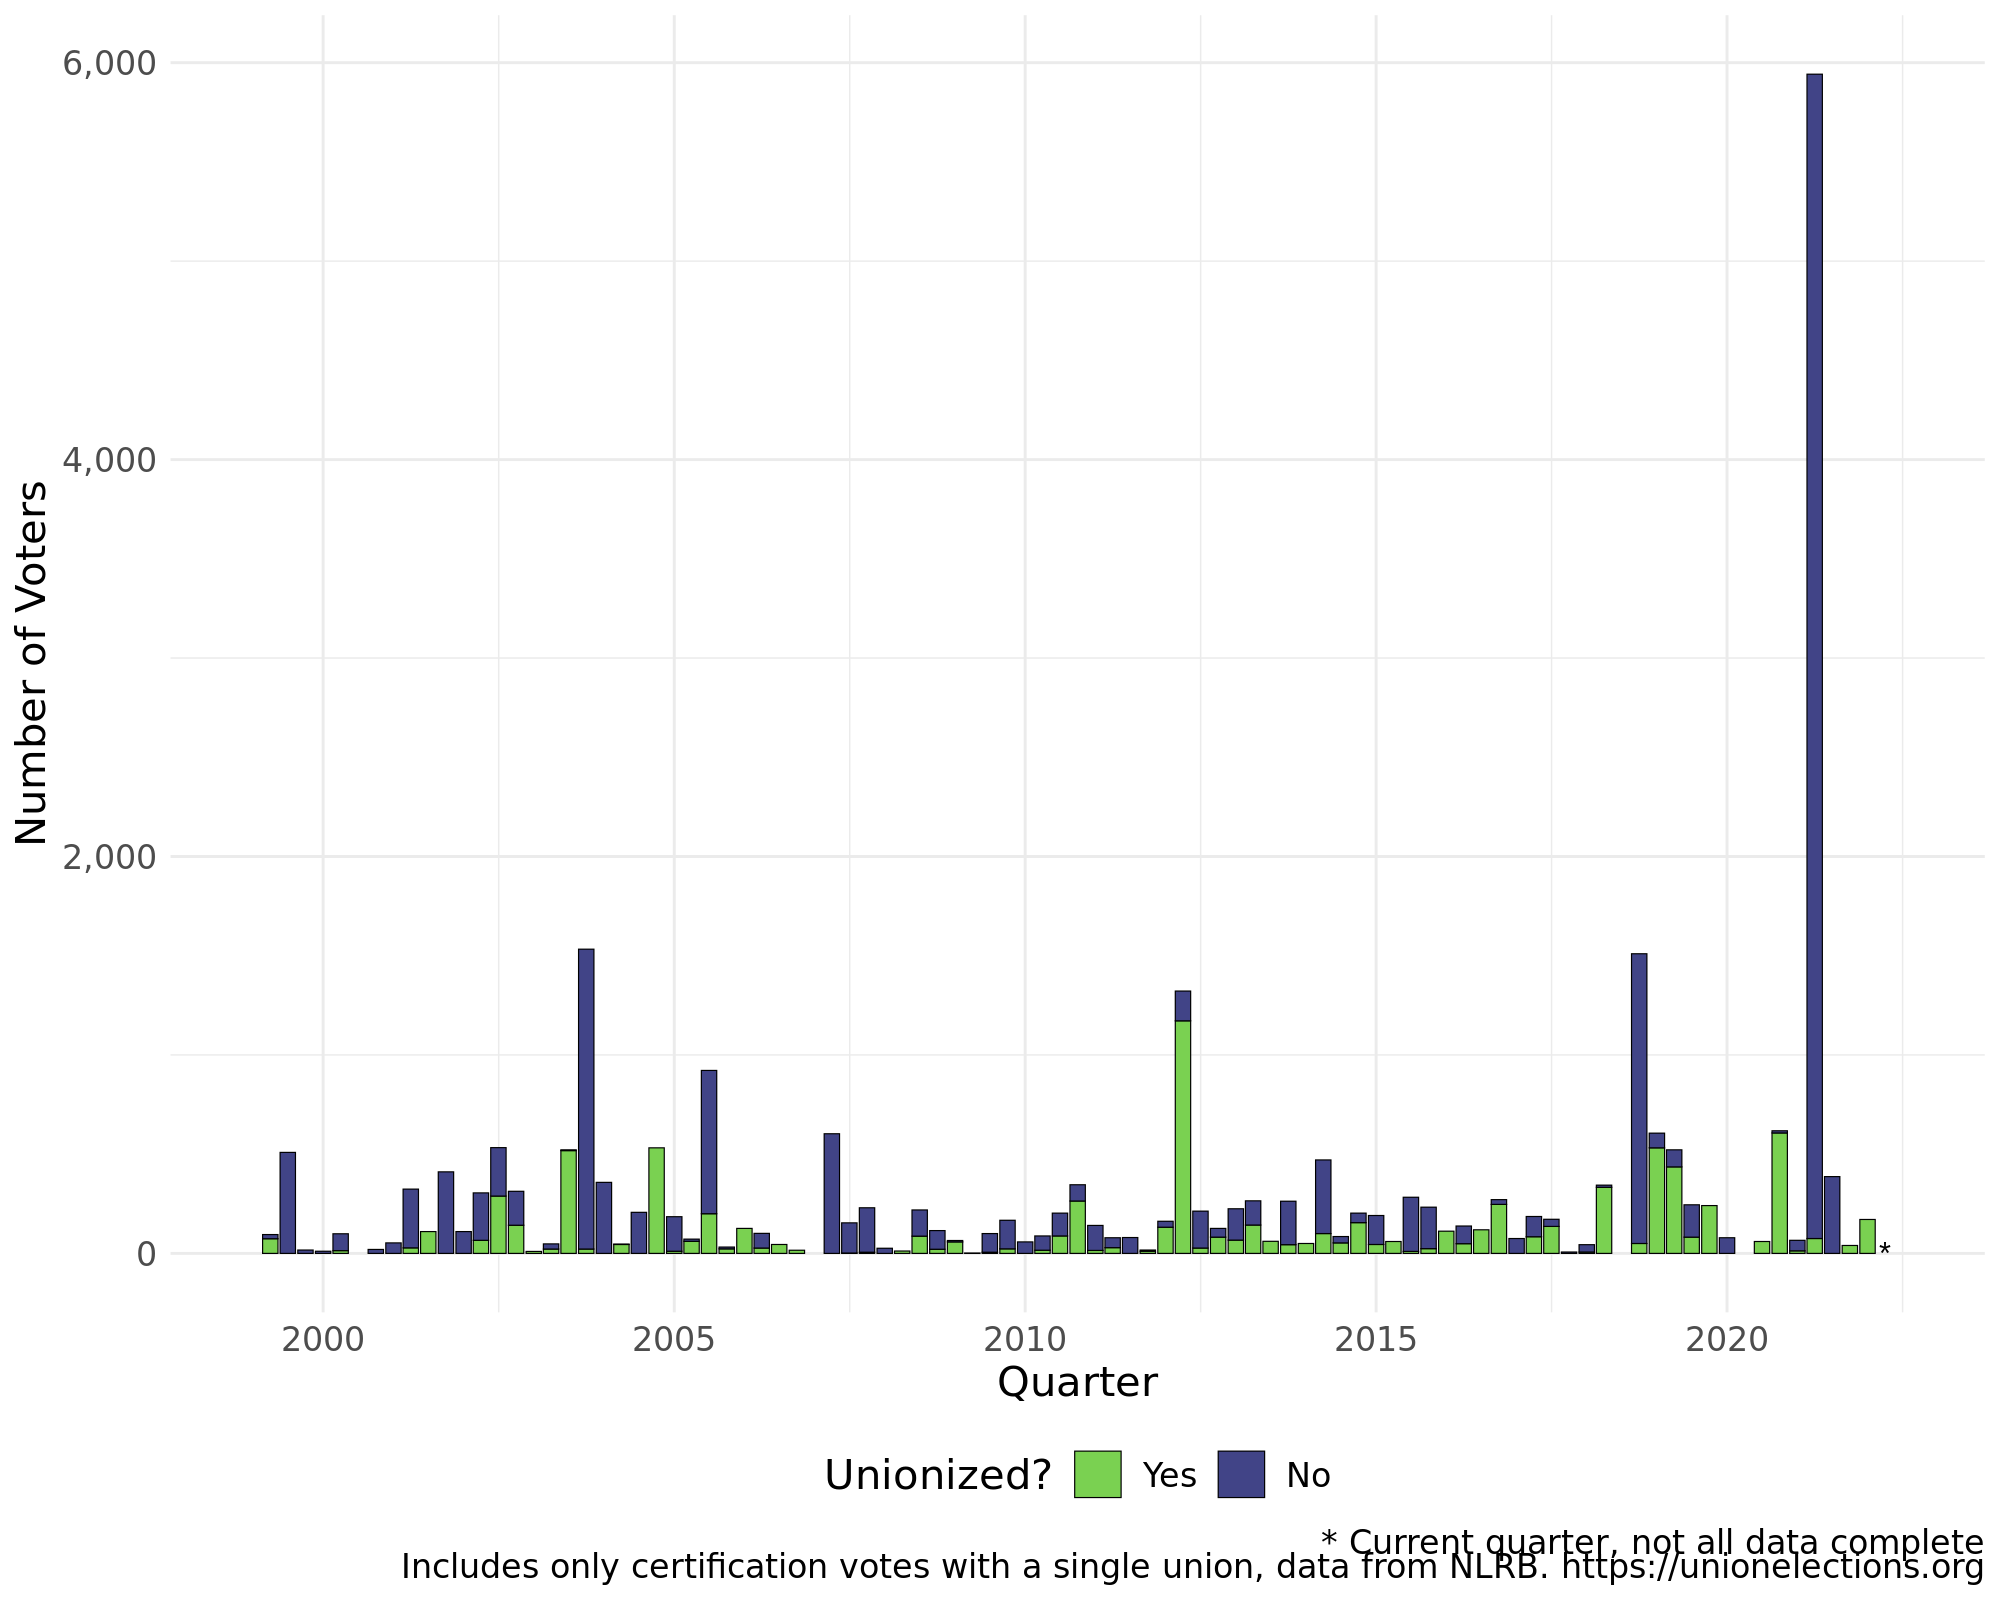 6,000
4,000
2,000
0
Number of Voters
2000 2005 2010 2015 2020
*
Quarter
Unionized? Yes No
* Current quarter, not all data complete
Includes only certification votes with a single union, data from NLRB. https://unionelections.org